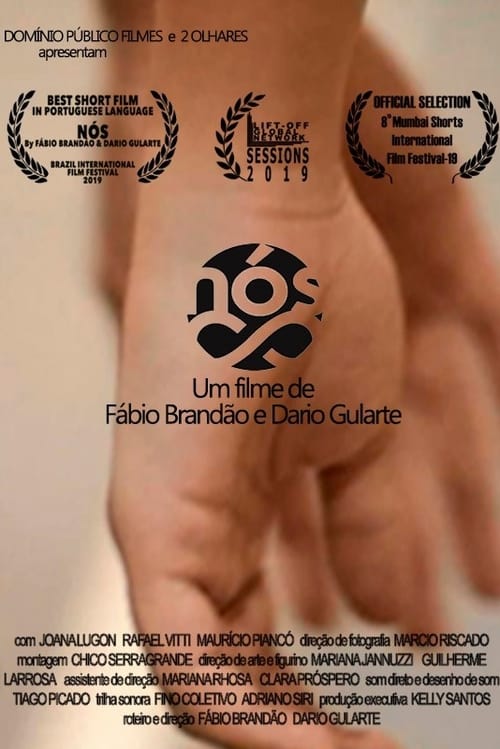 DOMÍNIO PÚBLICO FILMES e 2 OLHARES
apresentam
BEST SHORT FILM
IN PORTUGUESE LANGUAGE
NÓS
By FÁBIO BRANDÃO & DARIO GULARTE
BRAZIL INTERNATIONAL
FILM FESTIVAL
2019
LIFT-OFF
GLOBAL
NETWORK
SESSIONS
2019
OFFICIAL SELECTION
8° Mumbai Shorts
International
Film Festival-19
nós
Um filme de
Fábio Brandão e Dario Gularte
com JOANA LUGON RAFAEL VITTI MAURÍCIO PIANCÓ direção de fotografia MARCIO RISCADO
montagem CHICO SERRAGRANDE direção de arte e figurino MARIANA JANNUZZI GUILHERME
LARROSA assistente de direção MARIANA RHOSA CLARA PRÓSPERO som direto e desenho de som
TIAGO PICADO trilha sonora FINO COLETIVO ADRIANO SIRI produção executiva KELLY SANTOS
roteiro e direção FÁBIO BRANDÃO DARIO GULARTE